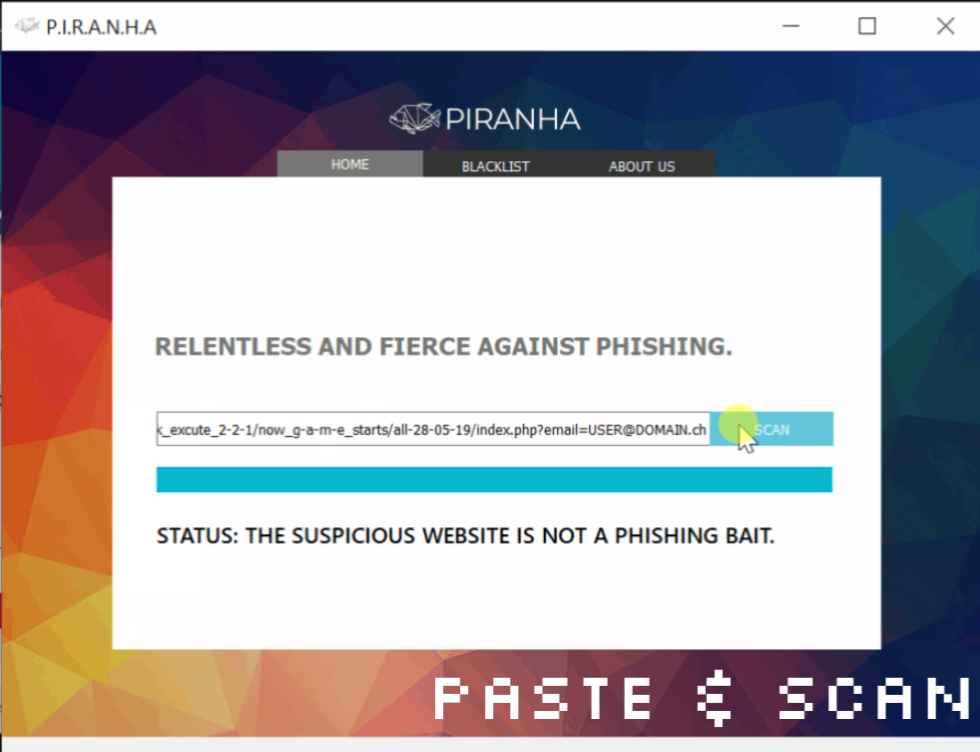 P.I.R.A.N.H.A
PIRANHA
HOME BLACKLIST ABOUT US
RELENTLESS AND FIERCE AGAINST PHISHING.
k_excute_2-2-1/now_g-a-m-e_starts/all-28-05-19/index.php?email=USER@DOMAIN.ch SCAN
STATUS: THE SUSPICIOUS WEBSITE IS NOT A PHISHING BAIT.
PASTE & SCAN